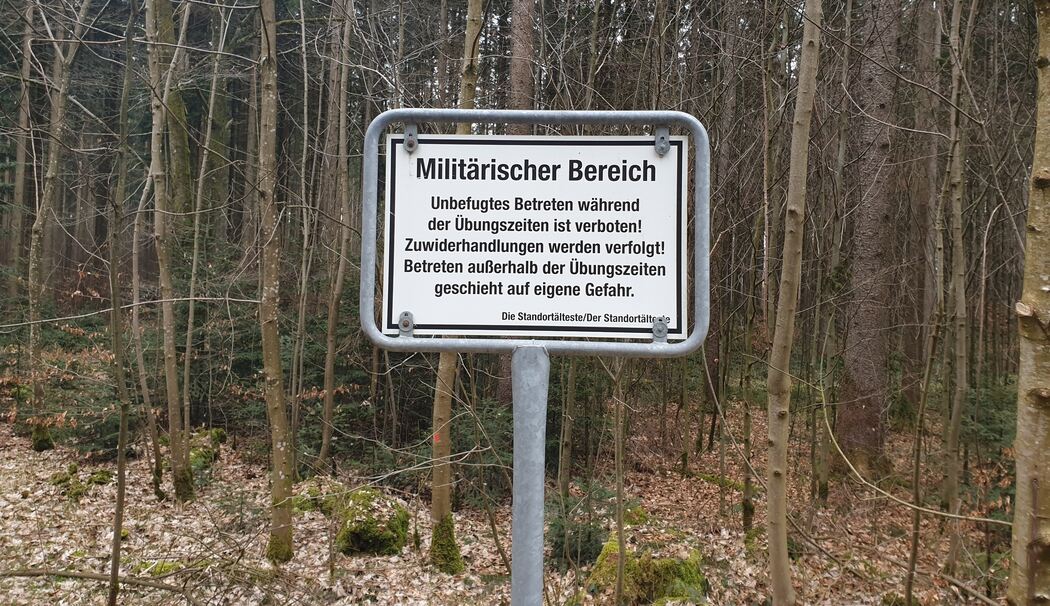 Militärischer Bereich
Unbefugtes Betreten während
der Übungszeiten ist verboten!
Zuwiderhandlungen werden verfolgt!
Betreten außerhalb der Übungszeiten
geschieht auf eigene Gefahr.
Die Standortälteste/Der Standortälteste